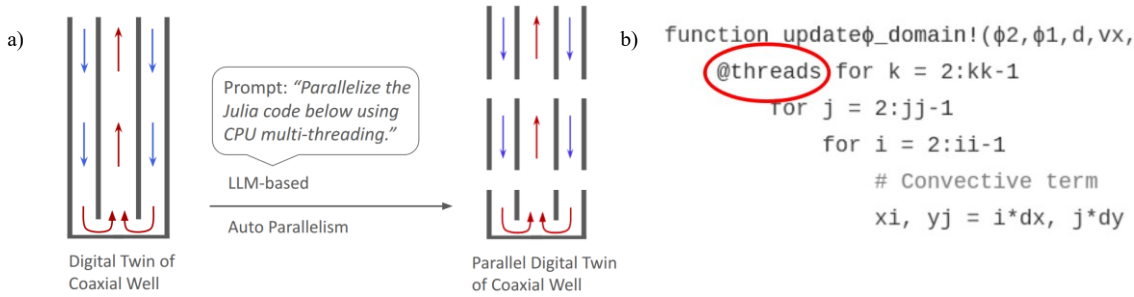 a)
Prompt: “Parallelize the
Julia code below using
CPU multi-threading.”
LLM-based
Auto Parallelism
Digital Twin of
Coaxial Well
Parallel Digital Twin
of Coaxial Well
b)
function updateϕ_domain!(ϕ2,ϕ1,d,vx,
@threads for k = 2:kk-1
for j = 2:jj-1
for i = 2:ii-1
# Convective term
xi, yj = i*dx, j*dy